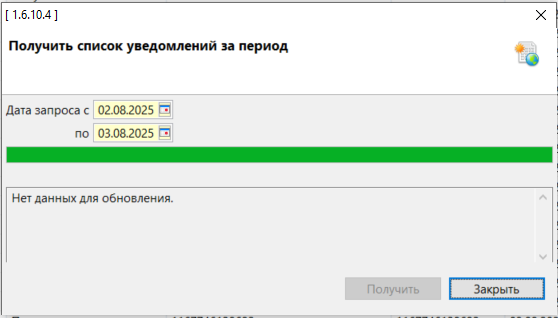 [ 1.6.10.4 ]
Получить список уведомлений за период
Дата запроса с 02.08.2025
по 03.08.2025
Нет данных для обновления.
Получить Закрыть